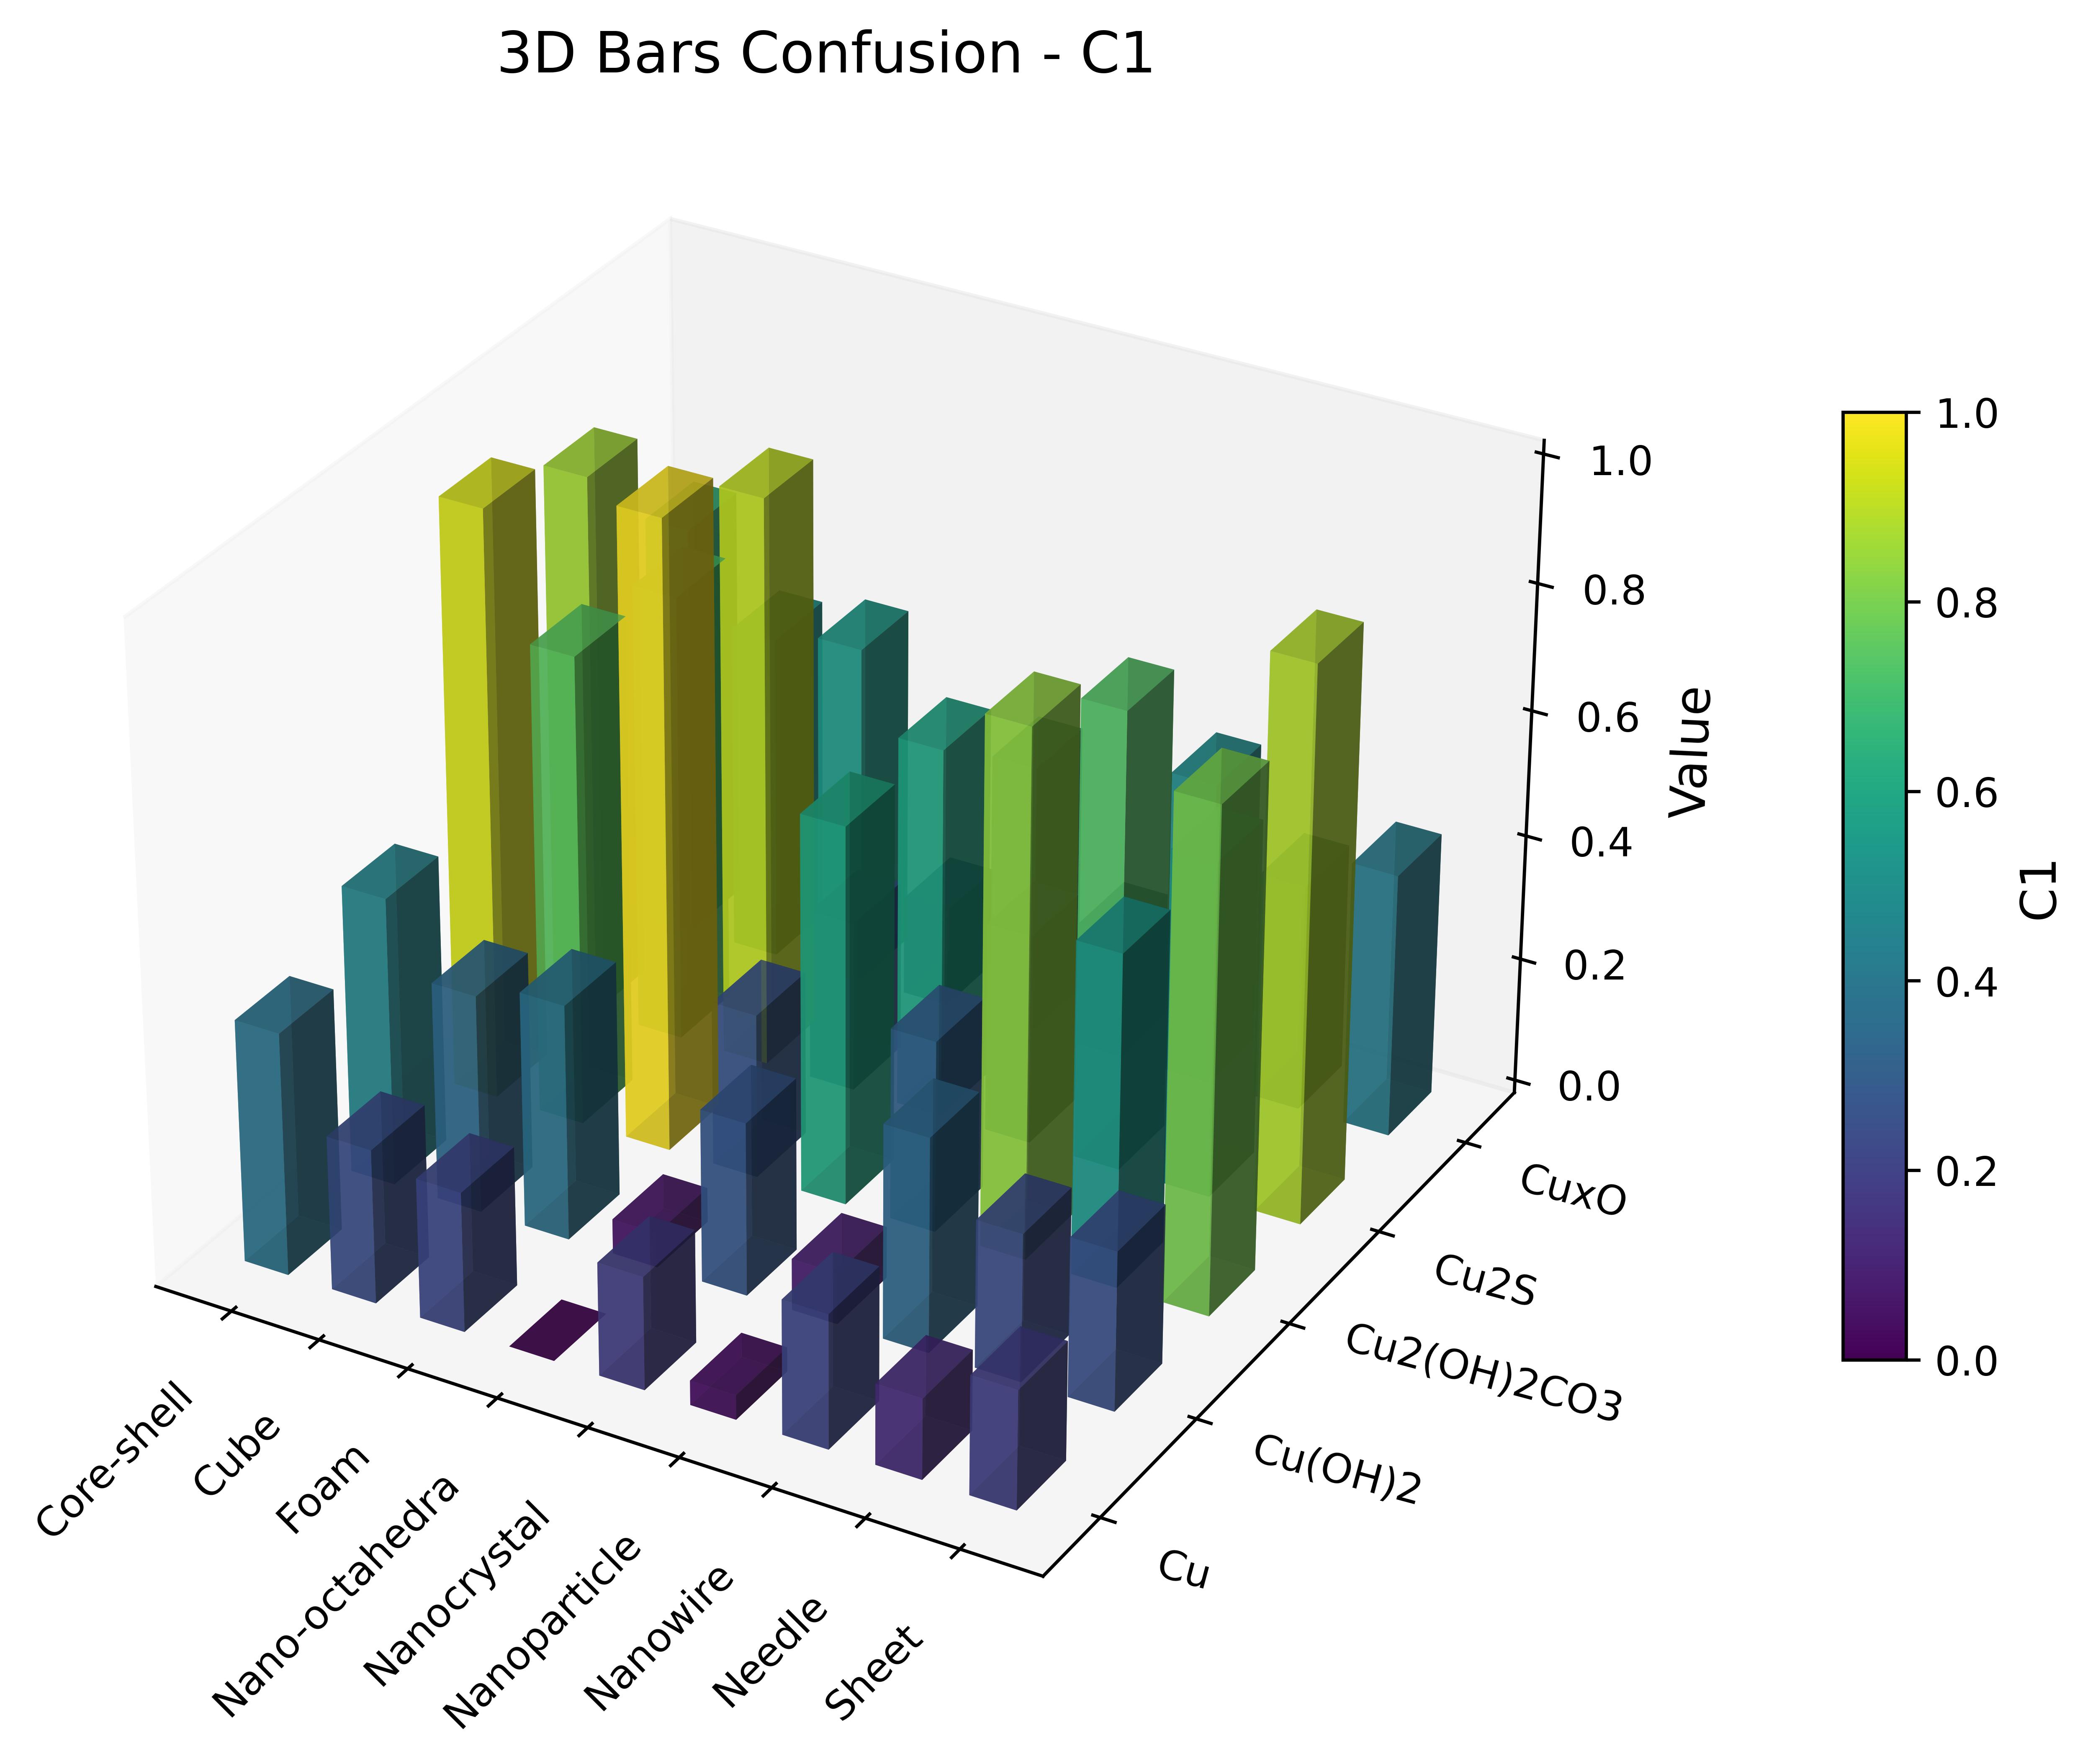 3D Bars Confusion - C1
1.0
0.8
0.6
0.4
0.2
0.0
Value
1.0
0.8
0.6
0.4
0.2
0.0
C1
CuxO
Cu2S
Cu2(OH)2CO3
Cu(OH)2
Cu
Core-shell
Cube
Foam
Nano-octahedra
Nanocrystal
Nanoparticle
Nanowire
Needle
Sheet